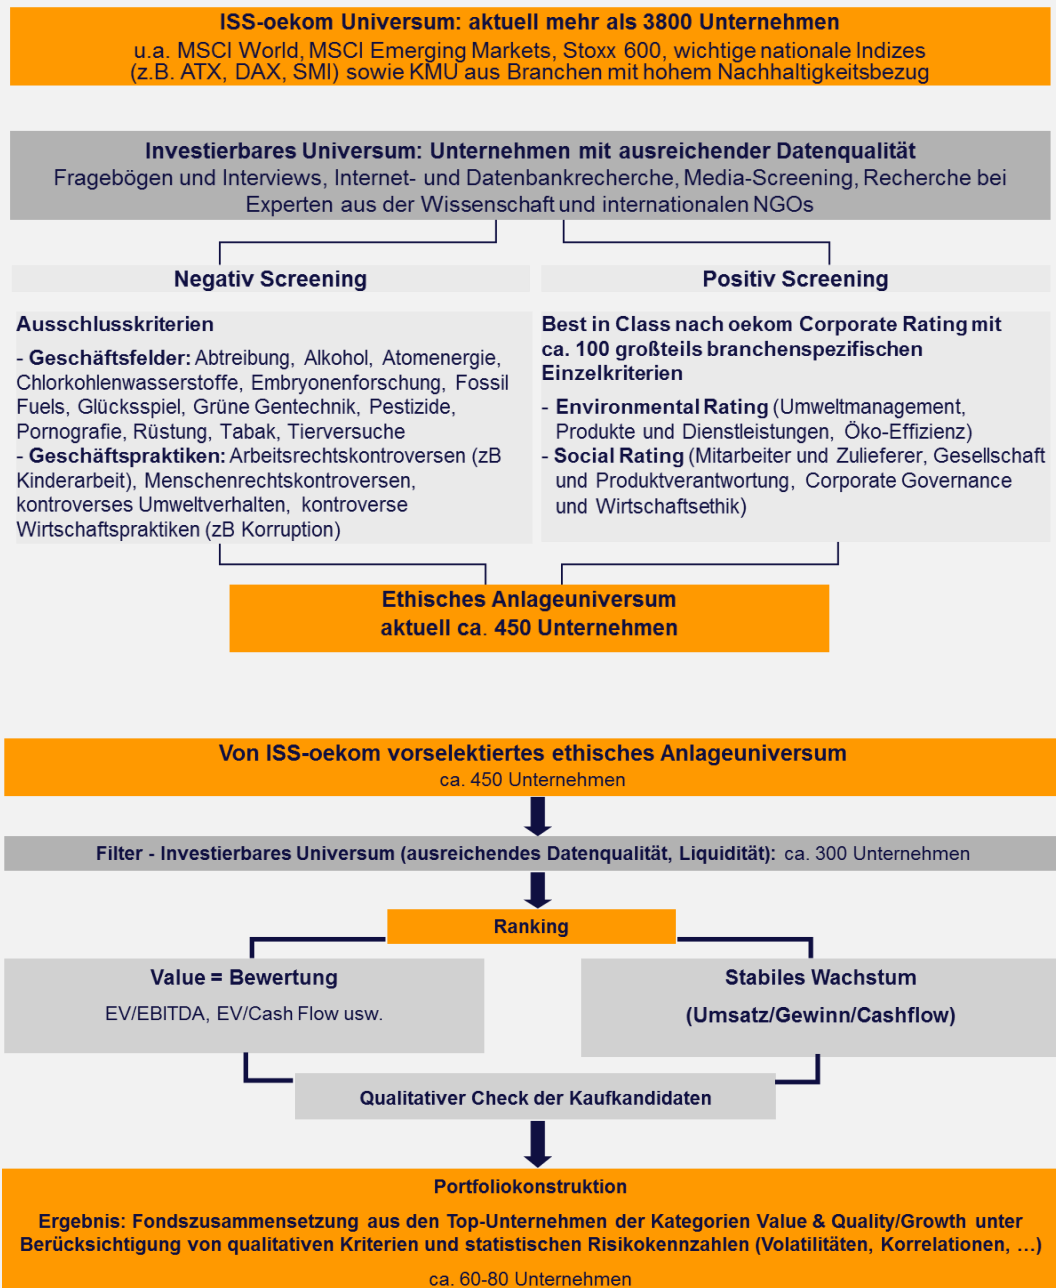 ISS-oekom Universum: aktuell mehr als 3800 Unternehmen
u.a. MSCI World, MSCI Emerging Markets, Stoxx 600, wichtige nationale Indizes
(z.B. ATX, DAX, SMI) sowie KMU aus Branchen mit hohem Nachhaltigkeitsbezug
Investierbares Universum: Unternehmen mit ausreichender Datenqualität
Fragebögen und Interviews, Internet- und Datenbankrecherche, Media-Screening, Recherche bei
Experten aus der Wissenschaft und internationalen NGOs
Negativ Screening
Ausschlusskriterien
- Geschäftsfelder: Abtreibung, Alkohol, Atomenergie,
Chlorkohlenwasserstoffe, Embryonenforschung, Fossil
Fuels, Glücksspiel, Grüne Gentechnik, Pestizide,
Pornografie, Rüstung, Tabak, Tierversuche
- Geschäftspraktiken: Arbeitsrechtskontroversen (zB
Kinderarbeit), Menschenrechtskontroversen,
kontroverses Umweltverhalten, kontroverse
Wirtschaftspraktiken (zB Korruption)
Positiv Screening
Best in Class nach oekom Corporate Rating mit
ca. 100 großteils branchenspezifischen
Einzelkriterien
- Environmental Rating (Umweltmanagement,
Produkte und Dienstleistungen, Öko-Effizienz)
- Social Rating (Mitarbeiter und Zulieferer, Gesellschaft
und Produktverantwortung, Corporate Governance
und Wirtschaftsethik)
Ethisches Anlageuniversum
aktuell ca. 450 Unternehmen
Von ISS-oekom vorselektiertes ethisches Anlageuniversum
ca. 450 Unternehmen
Filter - Investierbares Universum (ausreichendes Datenqualität, Liquidität): ca. 300 Unternehmen
Ranking
Value = Bewertung
EV/EBITDA, EV/Cash Flow usw.
Stabiles Wachstum
(Umsatz/Gewinn/Cashflow)
Qualitativer Check der Kaufkandidaten
Portfoliokonstruktion
Ergebnis: Fondszusammensetzung aus den Top-Unternehmen der Kategorien Value & Quality/Growth unter
Berücksichtigung von qualitativen Kriterien und statistischen Risikokennzahlen (Volatilitäten, Korrelationen, …)
ca. 60-80 Unternehmen